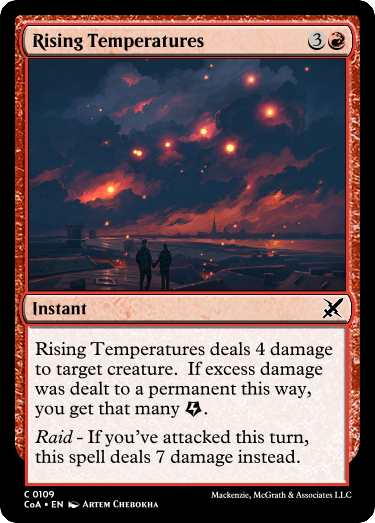 Rising Temperatures 3
Instant
Rising Temperatures deals 4 damage
to target creature. If excess damage
was dealt to a permanent this way,
you get that many .
Raid - If you've attacked this turn,
this spell deals 7 damage instead.
C 0109
CoA • EN Artem Chebokha
Mackenzie, McGrath & Associates LLC